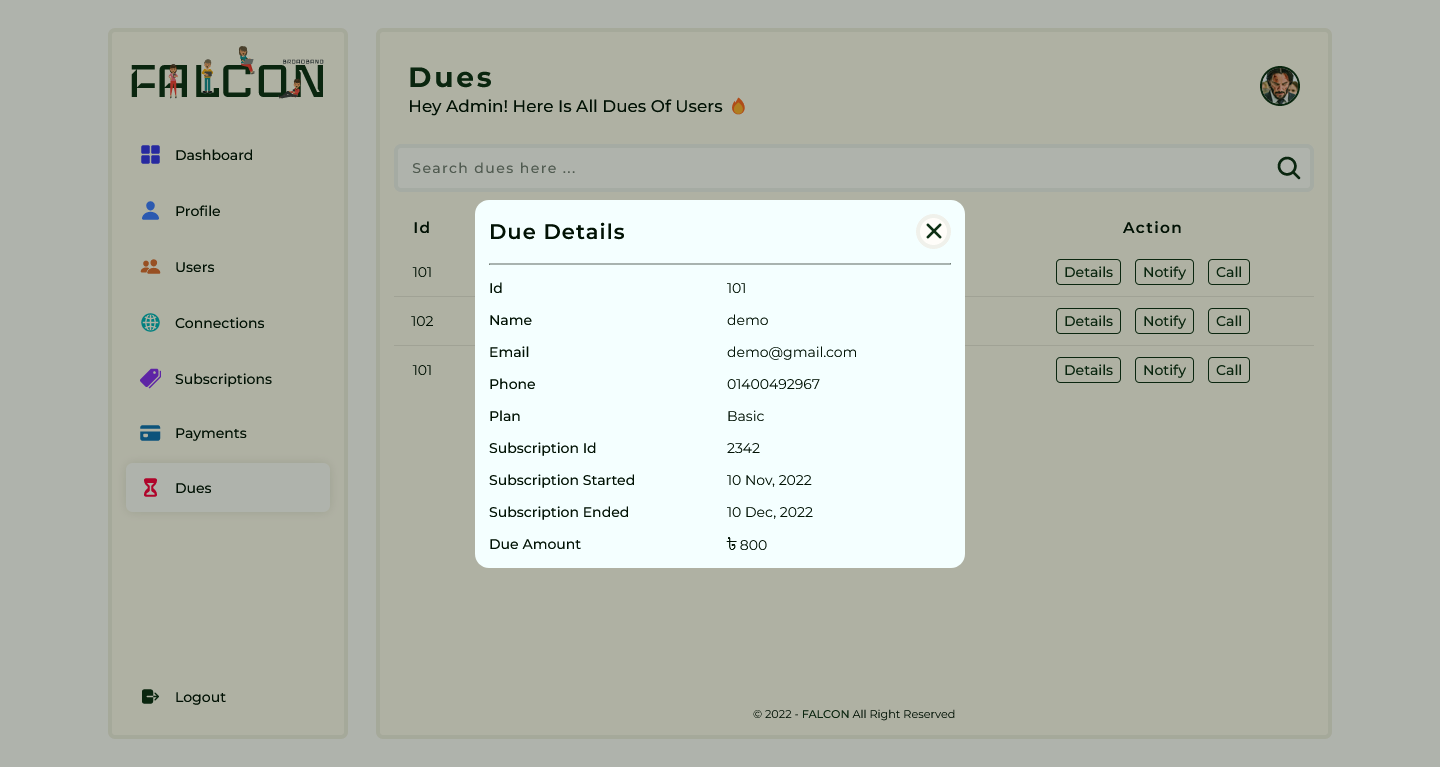 FALCON
BROADBAND
Dashboard
Profile
Users
Connections
Subscriptions
Payments
Dues
Logout
Dues
Hey Admin! Here Is All Dues Of Users 🔥
Search dues here ...
Id Action
101 Details Notify Call
102 Details Notify Call
101 Details Notify Call
Due Details
Id 101
Name demo
Email demo@gmail.com
Phone 01400492967
Plan Basic
Subscription Id 2342
Subscription Started 10 Nov, 2022
Subscription Ended 10 Dec, 2022
Due Amount ৳ 800
© 2022 - FALCON All Right Reserved